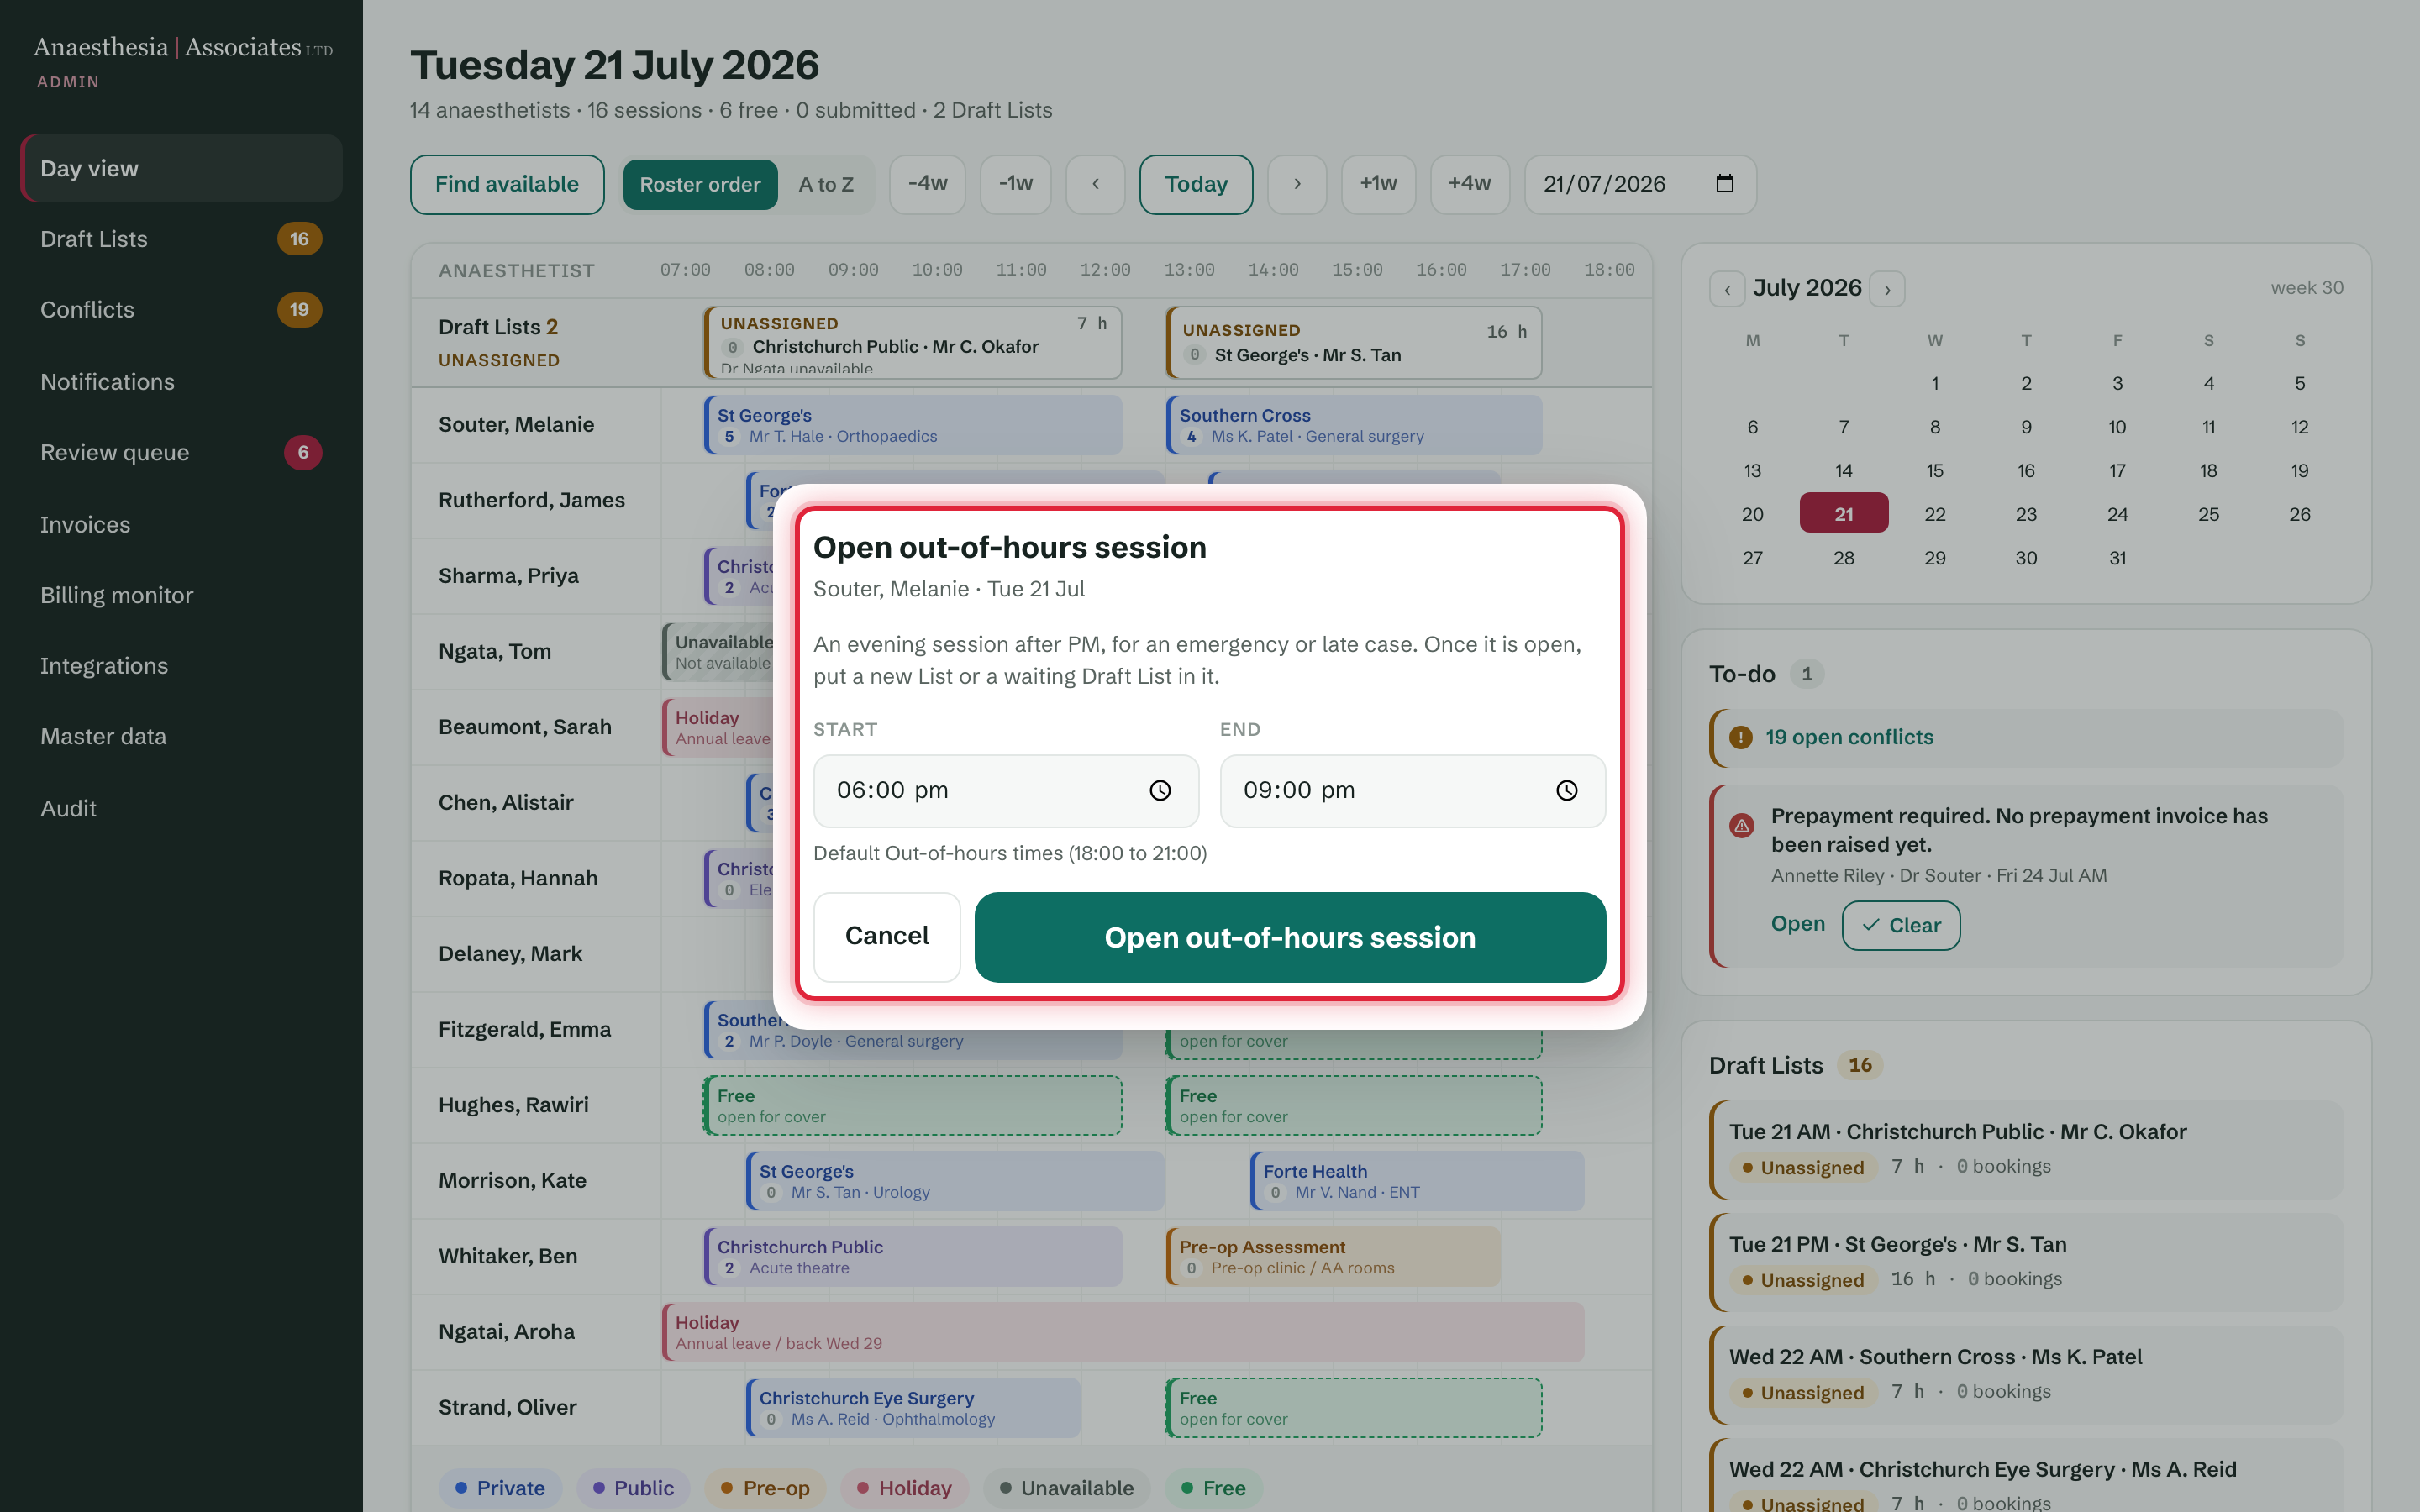 Anaesthesia | Associates LTD
ADMIN
Day view
Draft Lists 16
Conflicts 19
Notifications
Review queue 6
Invoices
Billing monitor
Integrations
Master data
Audit
Tuesday 21 July 2026
14 anaesthetists · 16 sessions · 6 free · 0 submitted · 2 Draft Lists
Find available
Roster order
A to Z
-4w
-1w
‹
Today
›
+1w
+4w
21/07/2026
ANAESTHETIST 07:00 08:00 09:00 10:00 11:00 12:00 13:00 14:00 15:00 16:00 17:00 18:00
Draft Lists 2
UNASSIGNED
UNASSIGNED 7 h
0 Christchurch Public · Mr C. Okafor
Dr Ngata unavailable
UNASSIGNED 16 h
0 St George's · Mr S. Tan
Souter, Melanie
St George's
5 Mr T. Hale · Orthopaedics
Southern Cross
4 Ms K. Patel · General surgery
Rutherford, James
Sharma, Priya
2
Ngata, Tom
Unavailable
Not available
Beaumont, Sarah
Holiday
Annual leave
Chen, Alistair
Ropata, Hannah
0
Delaney, Mark
Fitzgerald, Emma
2 Mr P. Doyle · General surgery
open for cover
Hughes, Rawiri
Free
open for cover
Free
open for cover
Morrison, Kate
St George's
0 Mr S. Tan · Urology
Forte Health
0 Mr V. Nand · ENT
Whitaker, Ben
Christchurch Public
2 Acute theatre
Pre-op Assessment
0 Pre-op clinic / AA rooms
Ngatai, Aroha
Holiday
Annual leave / back Wed 29
Strand, Oliver
Christchurch Eye Surgery
0 Ms A. Reid · Ophthalmology
Free
open for cover
Private
Public
Pre-op
Holiday
Unavailable
Free
Open out-of-hours session
Souter, Melanie · Tue 21 Jul
An evening session after PM, for an emergency or late case. Once it is open,
put a new List or a waiting Draft List in it.
START END
06:00 pm 09:00 pm
Default Out-of-hours times (18:00 to 21:00)
Cancel
Open out-of-hours session
‹ July 2026 › week 30
M T W T F S S
1 2 3 4 5
6 7 8 9 10 11 12
13 14 15 16 17 18 19
20 21 22 23 24 25 26
27 28 29 30 31
To-do 1
19 open conflicts
Prepayment required. No prepayment invoice has
been raised yet.
Annette Riley · Dr Souter · Fri 24 Jul AM
Open
Clear
Draft Lists 16
Tue 21 AM · Christchurch Public · Mr C. Okafor
Unassigned 7 h · 0 bookings
Tue 21 PM · St George's · Mr S. Tan
Unassigned 16 h · 0 bookings
Wed 22 AM · Southern Cross · Ms K. Patel
Unassigned 7 h · 0 bookings
Wed 22 AM · Christchurch Eye Surgery · Ms A. Reid
Unassigned 7 h · 0 bookings